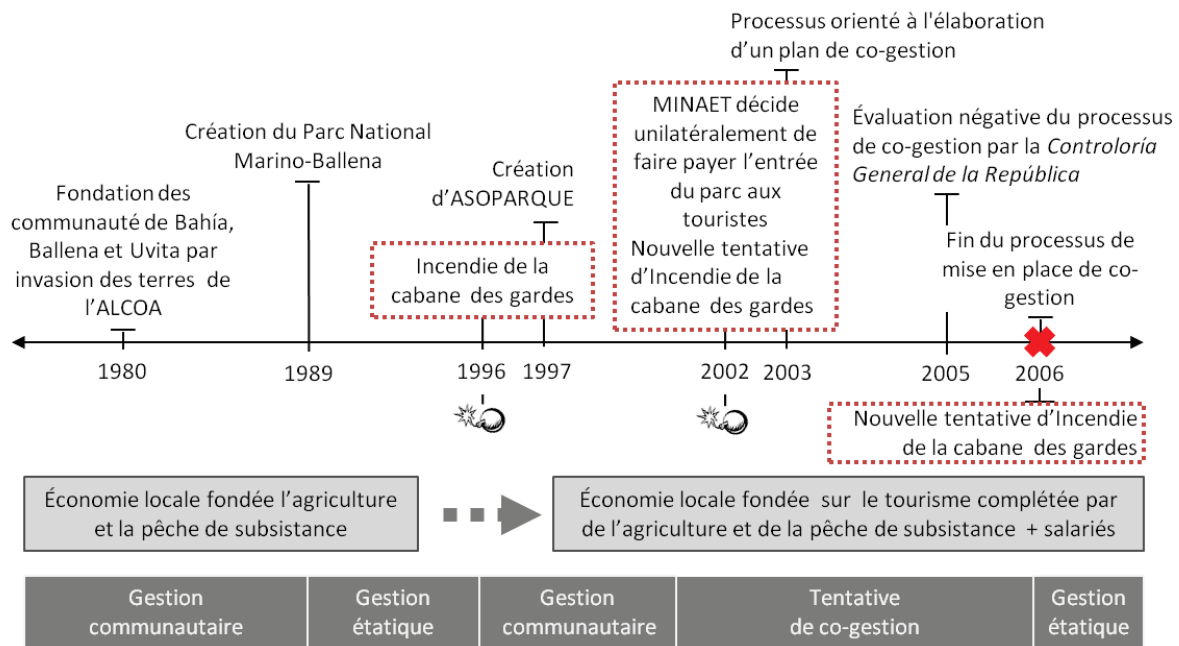 Processus orienté à l'élaboration
d'un plan de co-gestion
MINAET décide
unilatéralement de
faire payer l'entrée
du parc aux
touristes
Nouvelle tentative
d'Incendie de la
cabane des gardes
Évaluation négative du processus
de co-gestion par la Controloría
General de la República
Création du Parc National
Marino-Ballena
Création
d'ASOPARQUE
Fondation des
communauté de Bahía,
Ballena et Uvita par
invasion des terres de
l'ALCOA
Incendie de la
cabane des gardes
Fin du processus de
mise en place de co-
gestion
1980
1989
1996
1997
2002
2003
2005
2006
Nouvelle tentative d'Incendie
de la cabane des gardes
Économie locale fondée l'agriculture
et la pêche de subsistance
Économie locale fondée sur le tourisme complétée par
de l'agriculture et de la pêche de subsistance + salariés
Gestion
communautaire
Gestion
étatique
Gestion
communautaire
Tentative
de co-gestion
Gestion
étatique